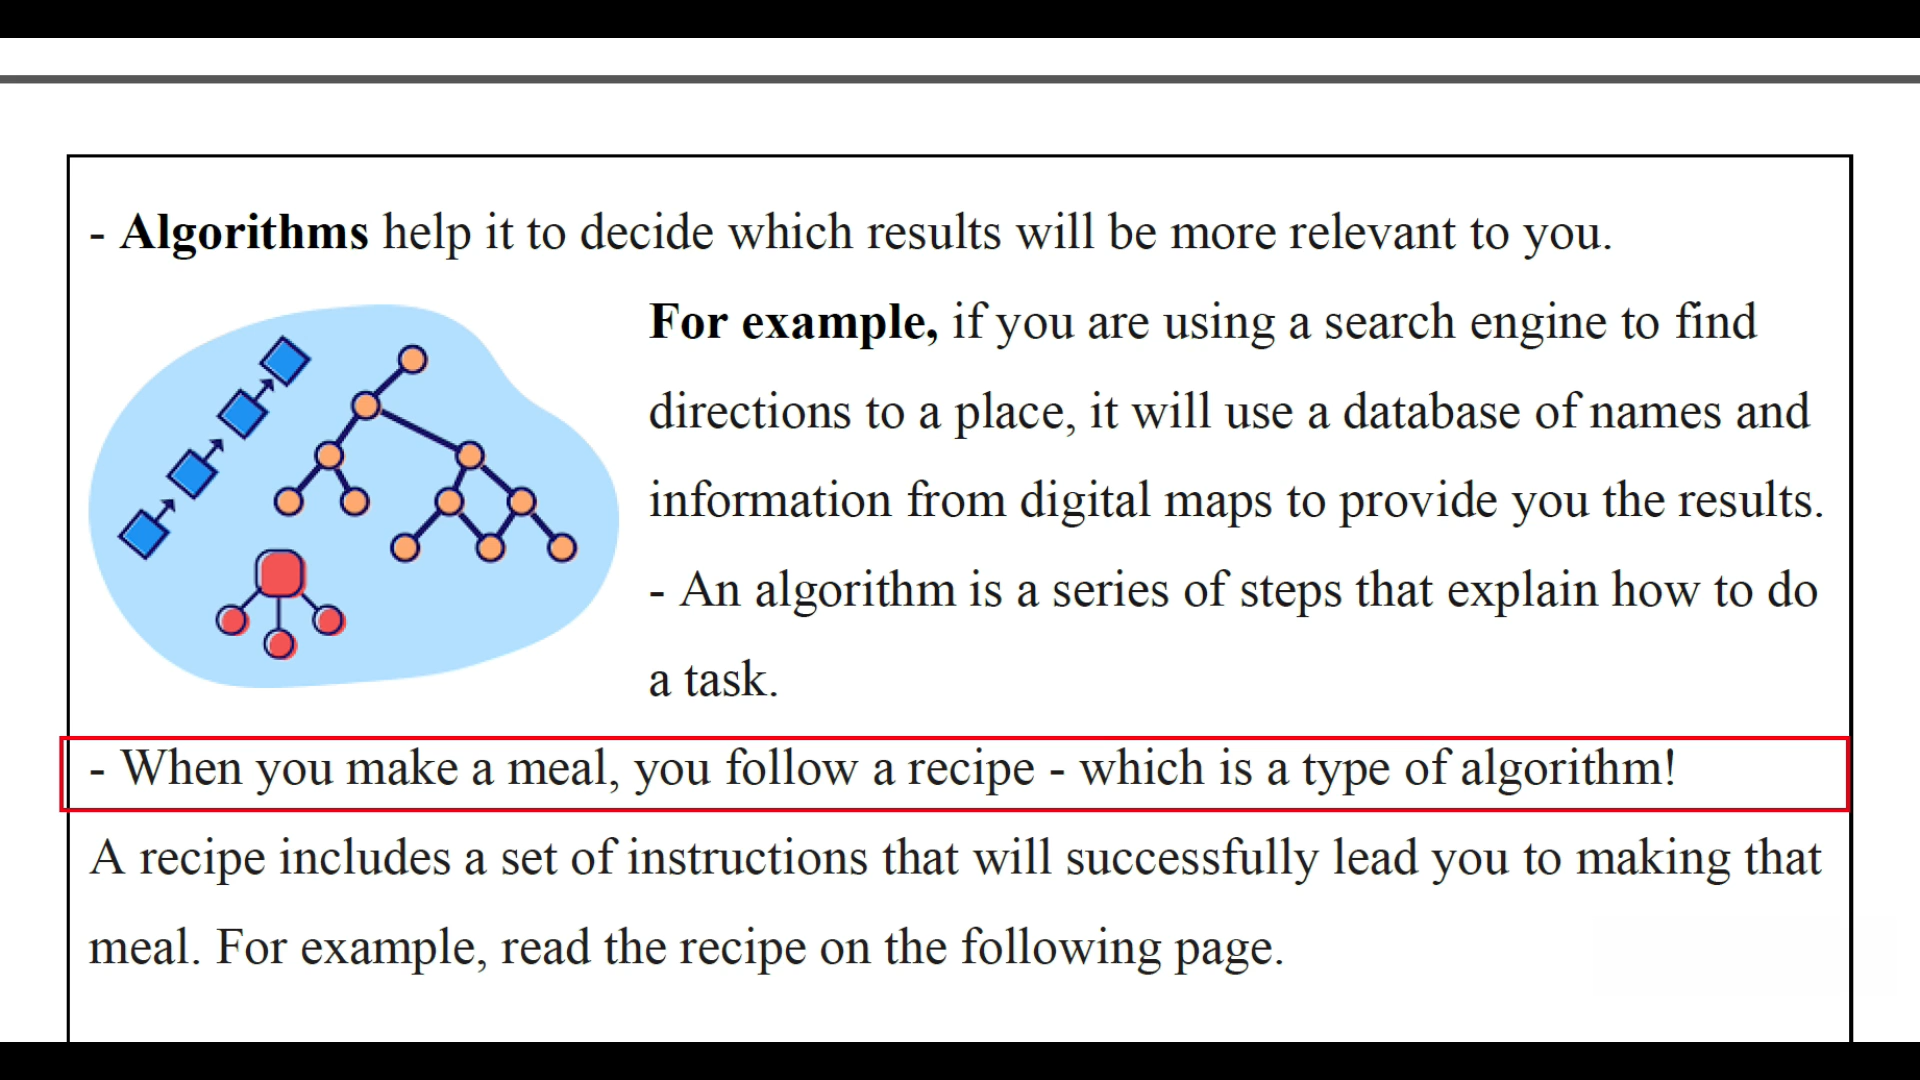 - Algorithms help it to decide which results will be more relevant to you.
For example, if you are using a search engine to find
directions to a place, it will use a database of names and
information from digital maps to provide you the results.
- An algorithm is a series of steps that explain how to do
a task.
- When you make a meal, you follow a recipe - which is a type of algorithm!
A recipe includes a set of instructions that will successfully lead you to making that
meal. For example, read the recipe on the following page.